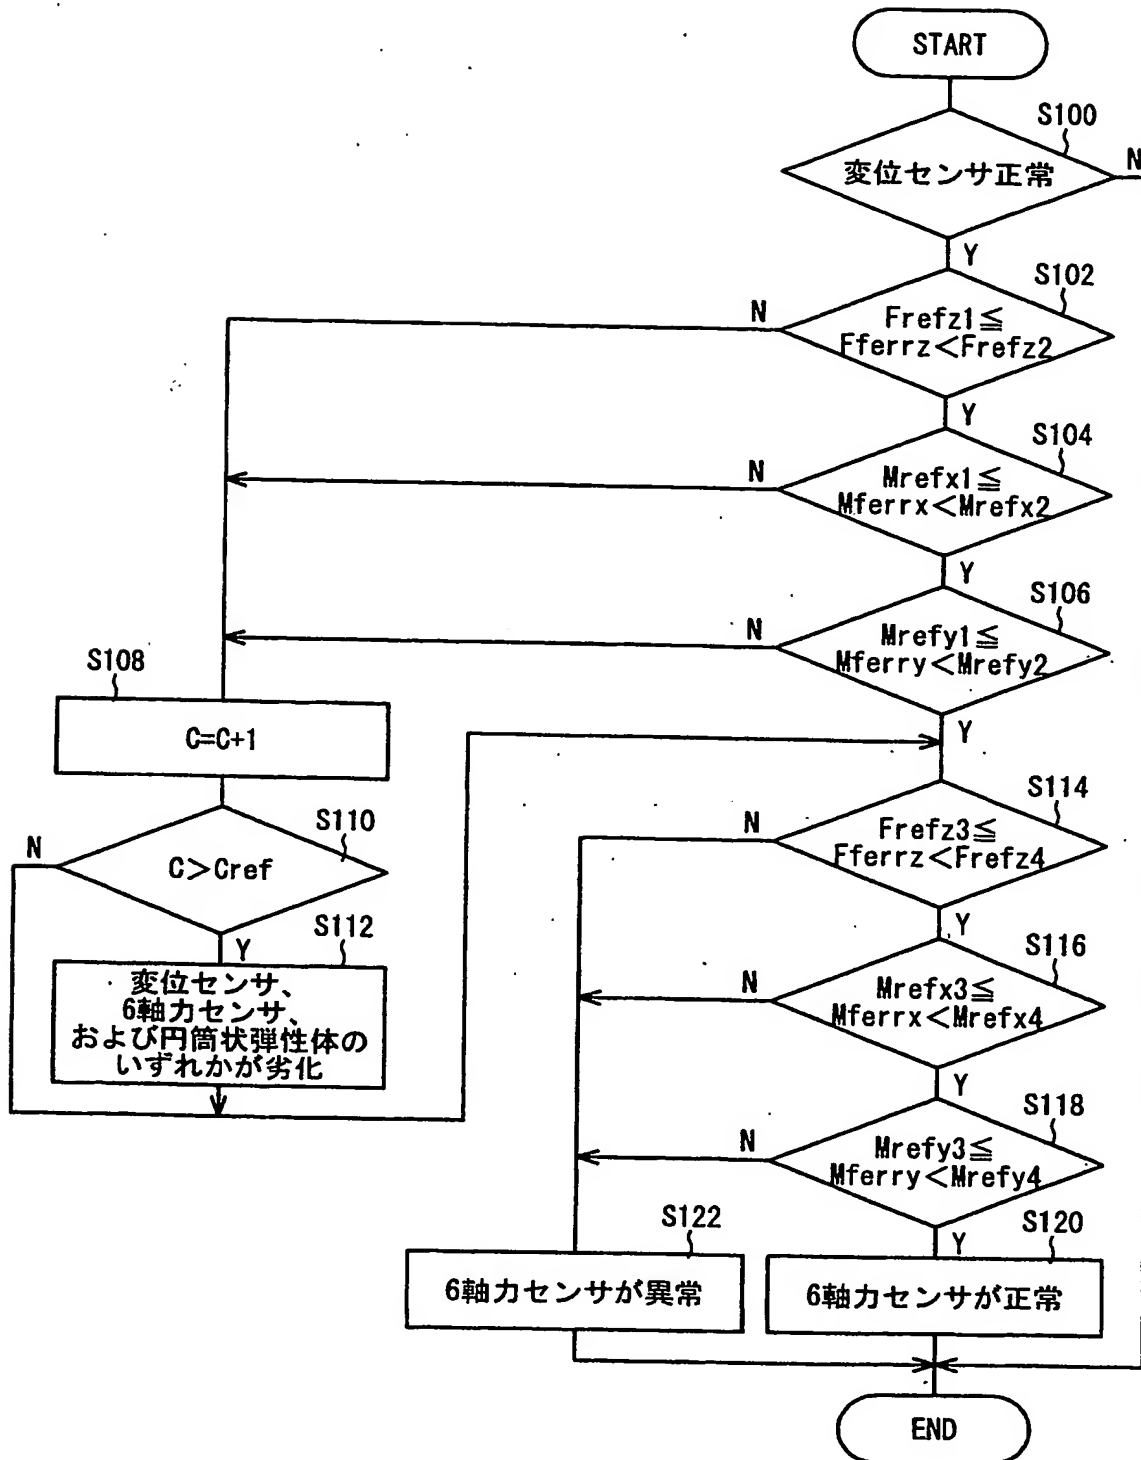 START
S100
変位センサ正常
N
Y
S102
Frefz1≦
Fferrz<Frefz2
N
Y
S104
Mrefx1≦
Mferrx<Mrefx2
N
Y
S106
Mrefy1≦
Mferry<Mrefy2
N
Y
S108
C=C+1
S110
C>Cref
N
Y
S112
変位センサ、
6軸力センサ、
および円筒状弾性体の
いずれかが劣化
S114
Frefz3≦
Fferrz<Frefz4
N
Y
S116
Mrefx3≦
Mferrx<Mrefx4
N
Y
S118
Mrefy3≦
Mferry<Mrefy4
N
Y
S122
6軸力センサが異常
S120
6軸力センサが正常
END